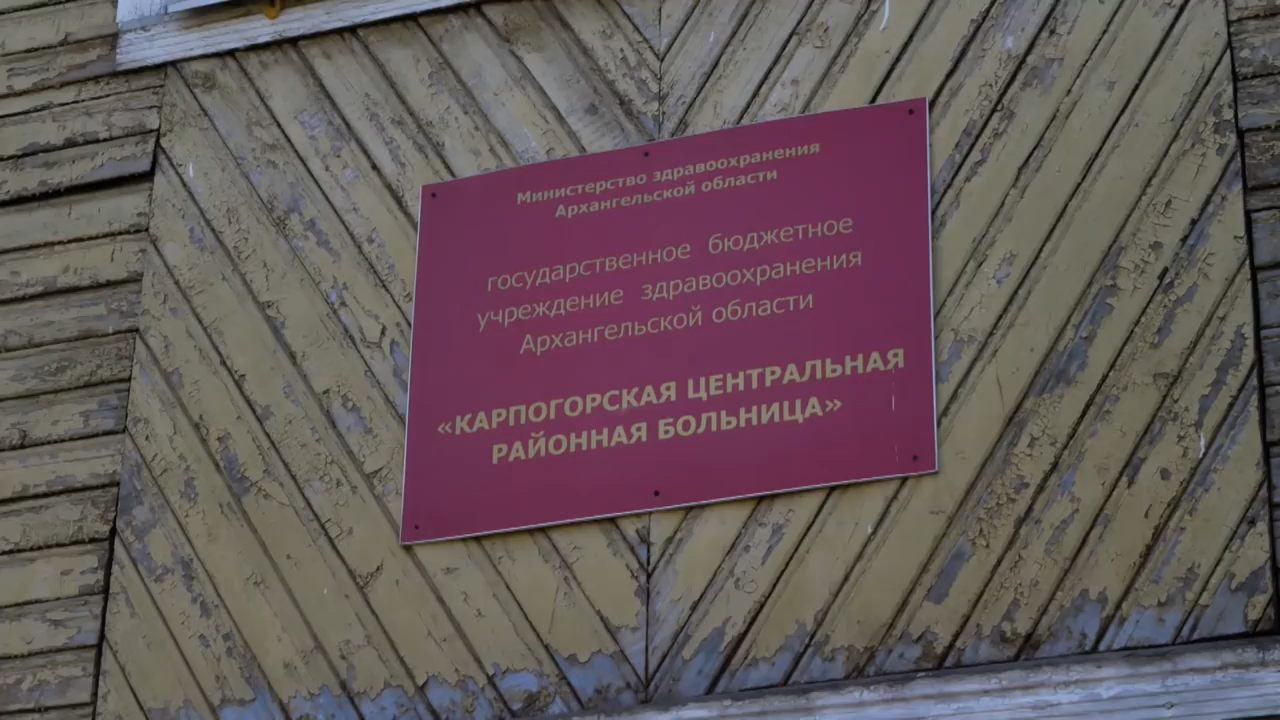 Министерство здравоохранения
Архангельской области
государственное бюджетное
учреждение здравоохранения
Архангельской области
«КАРПОГОРСКАЯ ЦЕНТРАЛЬНАЯ
РАЙОННАЯ БОЛЬНИЦА»